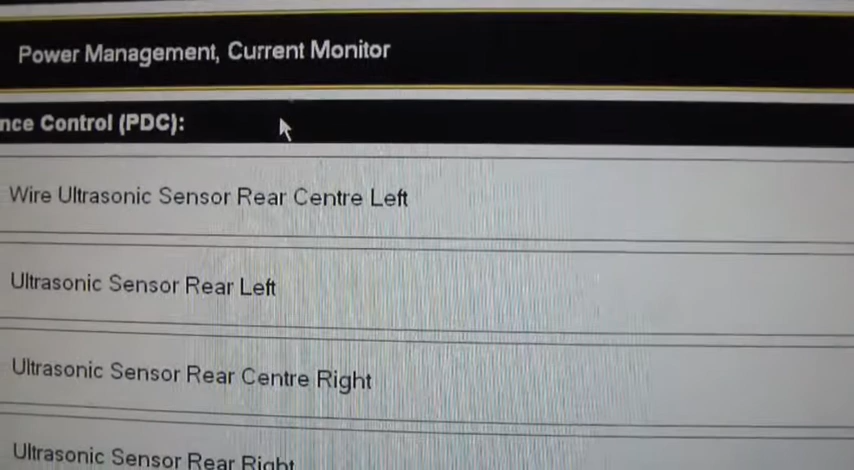 Power Management, Current Monitor
nce Control (PDC):
Wire Ultrasonic Sensor Rear Centre Left
Ultrasonic Sensor Rear Left
Ultrasonic Sensor Rear Centre Right
Ultrasonic Sensor Rear Right